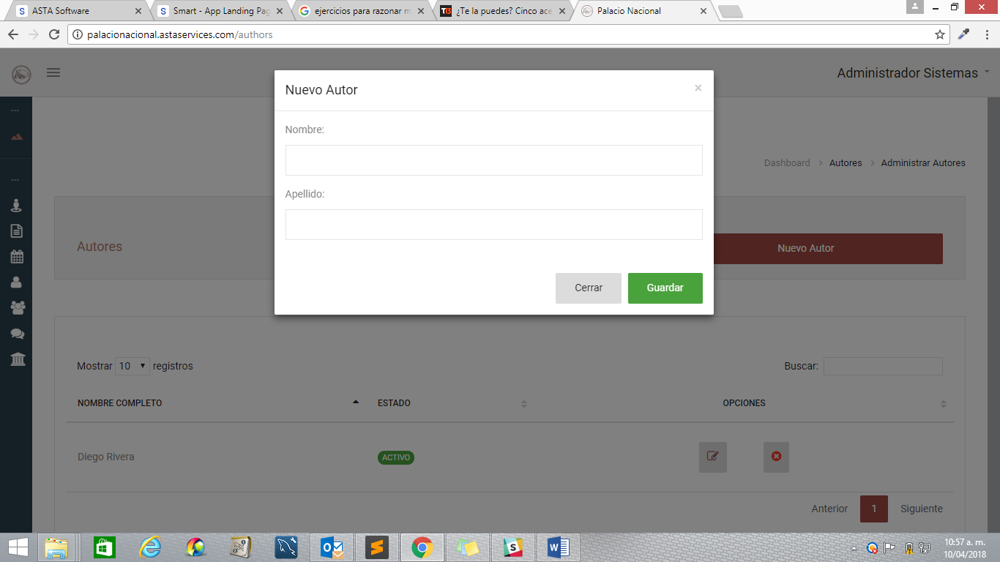 ASTA Software
Smart - App Landing Pag
ejercicios para razonar m
¿Te la puedes? Cinco ace
Palacio Nacional
palacionacional.astaservices.com/authors
Administrador Sistemas
Nuevo Autor
Nombre:
Apellido:
Cerrar
Guardar
Dashboard > Autores > Administrar Autores
Autores
Nuevo Autor
Mostrar 10 registros
Buscar:
NOMBRE COMPLETO ESTADO OPCIONES
Diego Rivera ACTIVO
Anterior 1 Siguiente
10:57 a. m.
10/04/2018